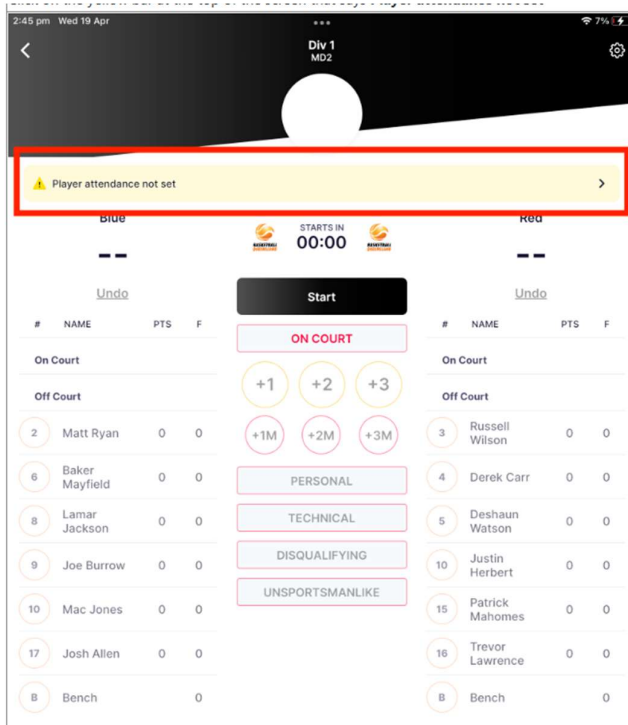 2:45 pm Wed 19 Apr
7%
Div 1
MD2
Player attendance not set
Blue
--
Undo
STARTS IN
00:00
Red
--
Undo
Start
ON COURT
+1 +2 +3
+1M +2M +3M
PERSONAL
TECHNICAL
DISQUALIFYING
UNSPORTSMANLIKE
# NAME PTS F
On Court
Off Court
2 Matt Ryan 0 0
6 Baker
Mayfield 0 0
8 Lamar
Jackson 0 0
9 Joe Burrow 0 0
10 Mac Jones 0 0
17 Josh Allen 0 0
B Bench 0
# NAME PTS F
On Court
Off Court
3 Russell
Wilson 0 0
4 Derek Carr 0 0
5 Deshaun
Watson 0 0
10 Justin
Herbert 0 0
15 Patrick
Mahomes 0 0
16 Trevor
Lawrence 0 0
B Bench 0